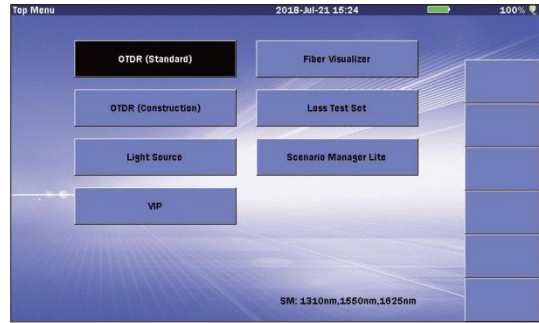 Top Menu 2018-Jul-21 15:24 100%
OTDR (Standard) Fiber Visualizer
OTDR (Construction) Loss Test Set
Light Source Scenario Manager Lite
VIP
SM: 1310nm,1550nm,1625nm